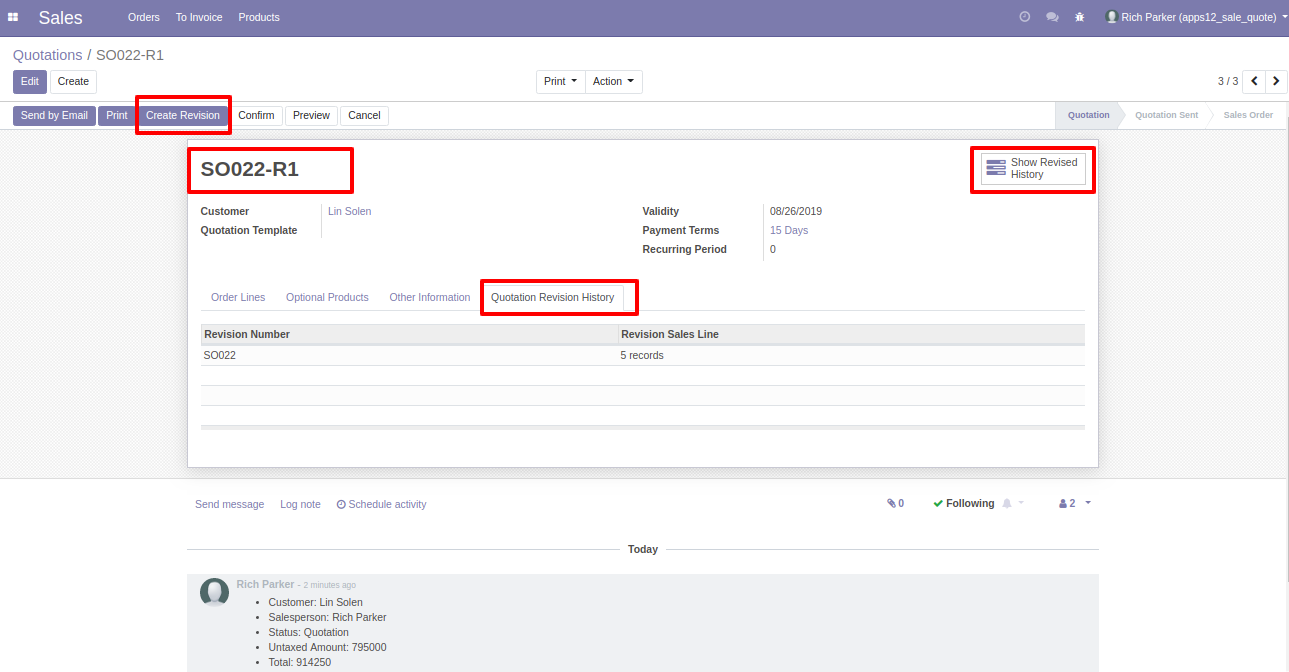 Sales Orders To Invoice Products Rich Parker (apps12_sale_quote)
Quotations / SO022-R1
Edit Create Print Action 3 / 3
Send by Email Print Create Revision Confirm Preview Cancel Quotation Quotation Sent Sales Order
SO022-R1
Show Revised
History
Customer Lin Solen Validity 08/26/2019
Quotation Template Payment Terms 15 Days
Recurring Period 0
Order Lines Optional Products Other Information Quotation Revision History
Revision Number Revision Sales Line
SO022 5 records
Send message Log note Schedule activity 0 Following 2
Today
Rich Parker - 2 minutes ago
• Customer: Lin Solen
• Salesperson: Rich Parker
• Status: Quotation
• Untaxed Amount: 795000
• Total: 914250